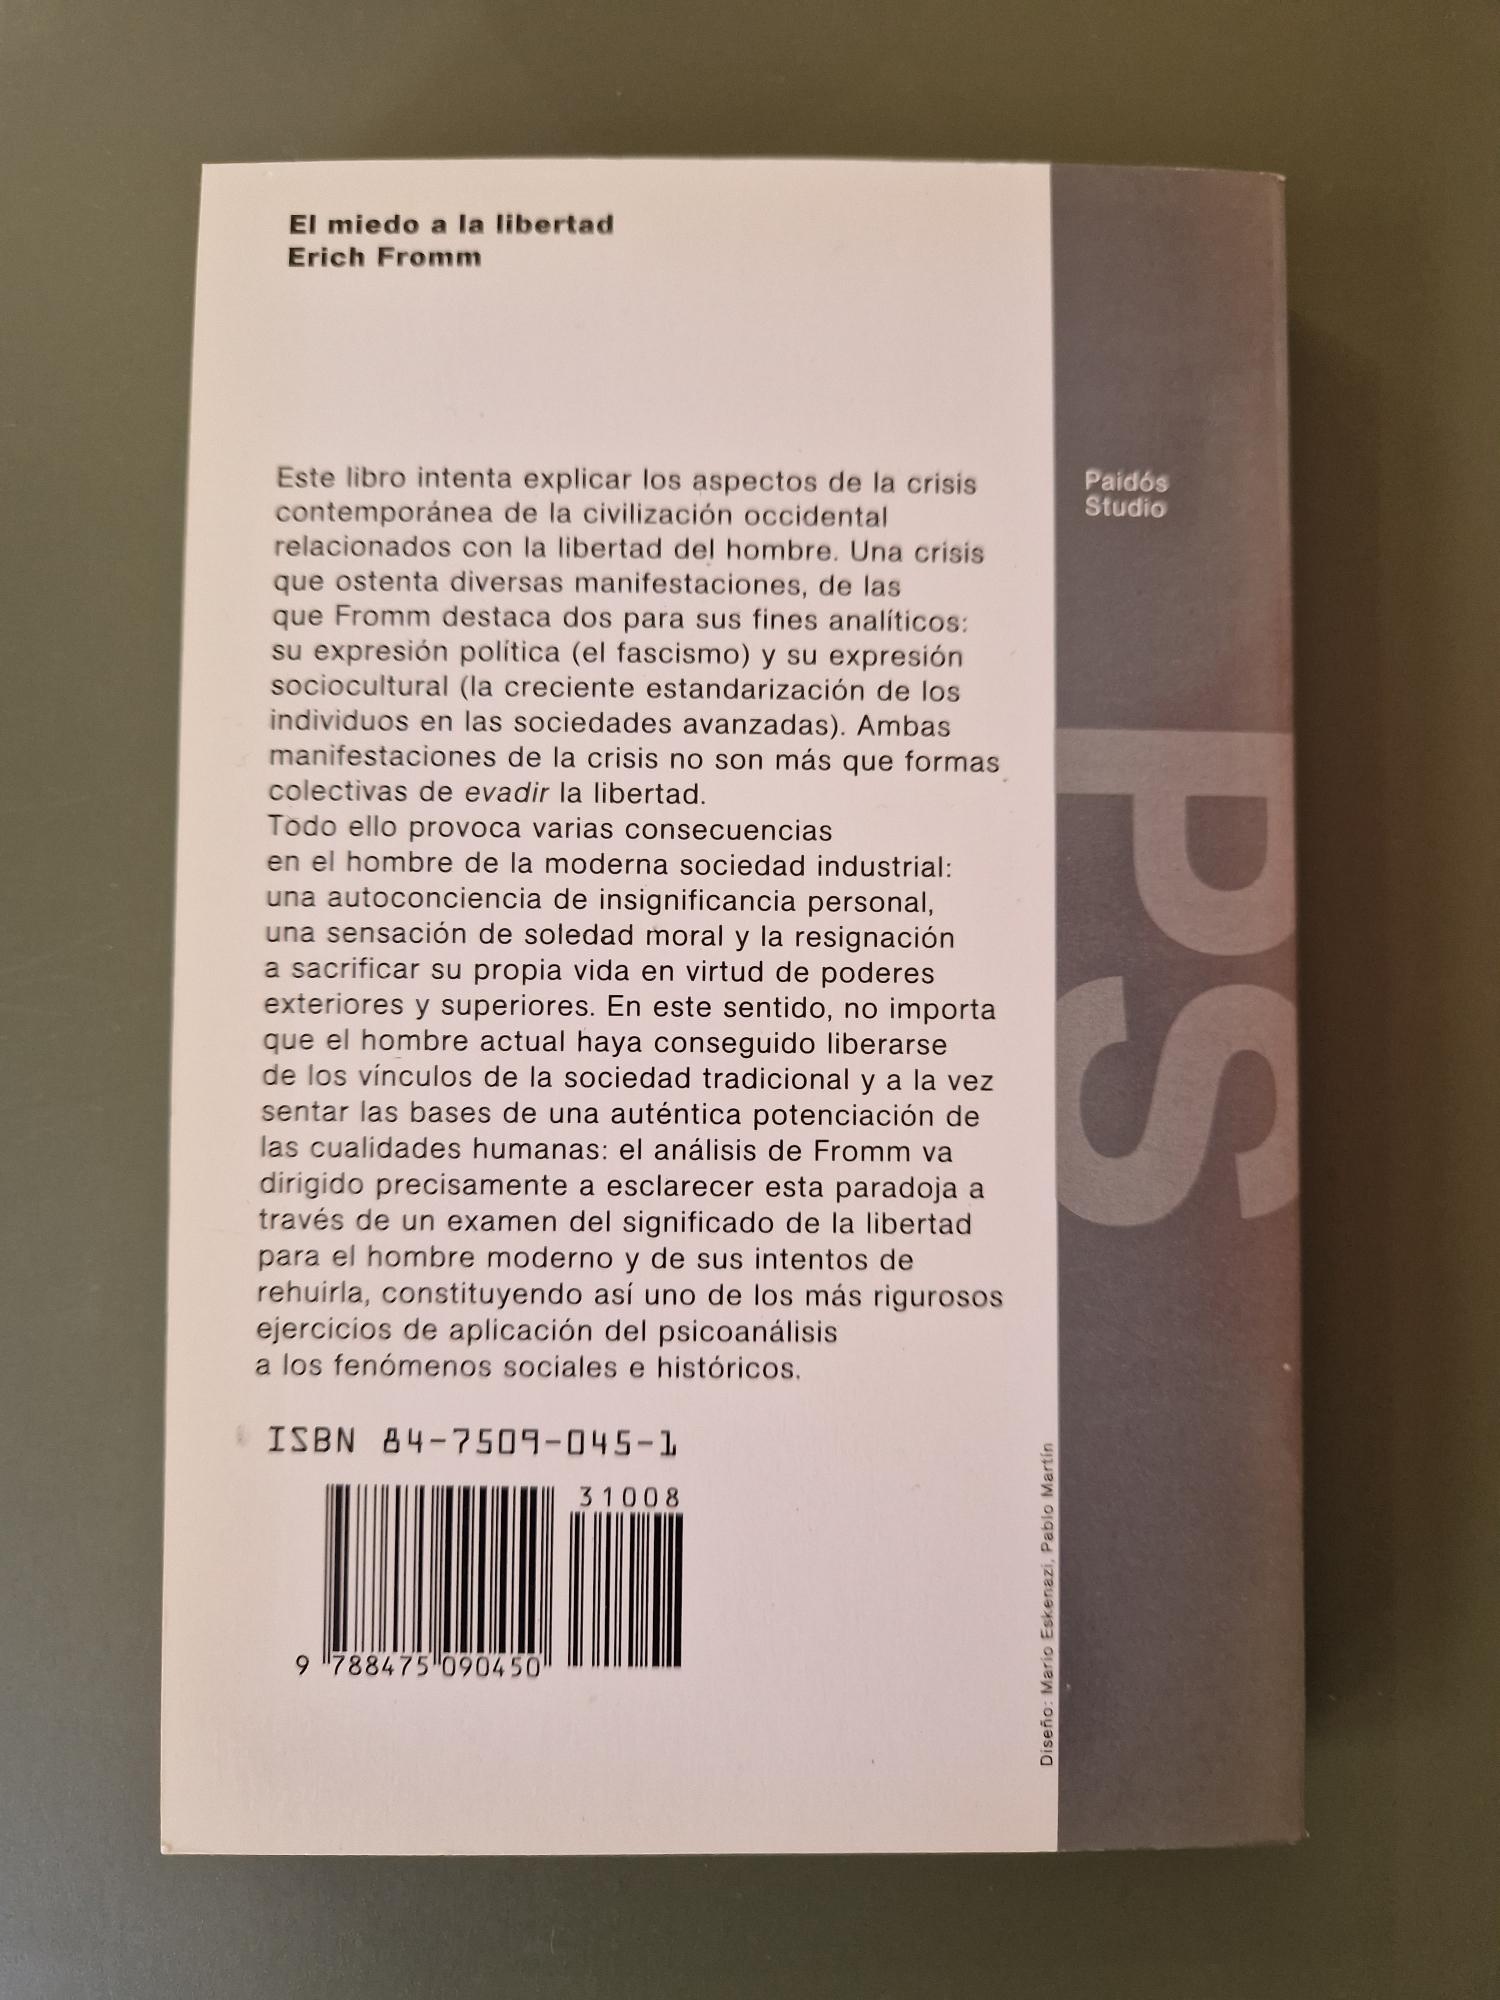 El miedo a la libertad
Erich Fromm
Este libro intenta explicar los aspectos de la crisis
contemporánea de la civilización occidental
relacionados con la libertad del hombre. Una crisis
que ostenta diversas manifestaciones, de las
que Fromm destaca dos para sus fines analíticos:
su expresión política (el fascismo) y su expresión
sociocultural (la creciente estandarización de los
individuos en las sociedades avanzadas). Ambas
manifestaciones de la crisis no son más que formas
colectivas de evadir la libertad.
Todo ello provoca varias consecuencias
en el hombre de la moderna sociedad industrial:
una autoconciencia de insignificancia personal,
una sensación de soledad moral y la resignación
a sacrificar su propia vida en virtud de poderes
exteriores y superiores. En este sentido, no importa
que el hombre actual haya conseguido liberarse
de los vínculos de la sociedad tradicional y a la vez
sentar las bases de una auténtica potenciación de
las cualidades humanas: el análisis de Fromm va
dirigido precisamente a esclarecer esta paradoja a
través de un examen del significado de la libertad
para el hombre moderno y de sus intentos de
rehuirla, constituyendo así uno de los más rigurosos
ejercicios de aplicación del psicoanálisis
a los fenómenos sociales e históricos.
ISBN 84-7509-045-1
31008
9 788475 090450
Diseño: Mario Eskenazi, Pablo Martín
Paidós
Studio
PS